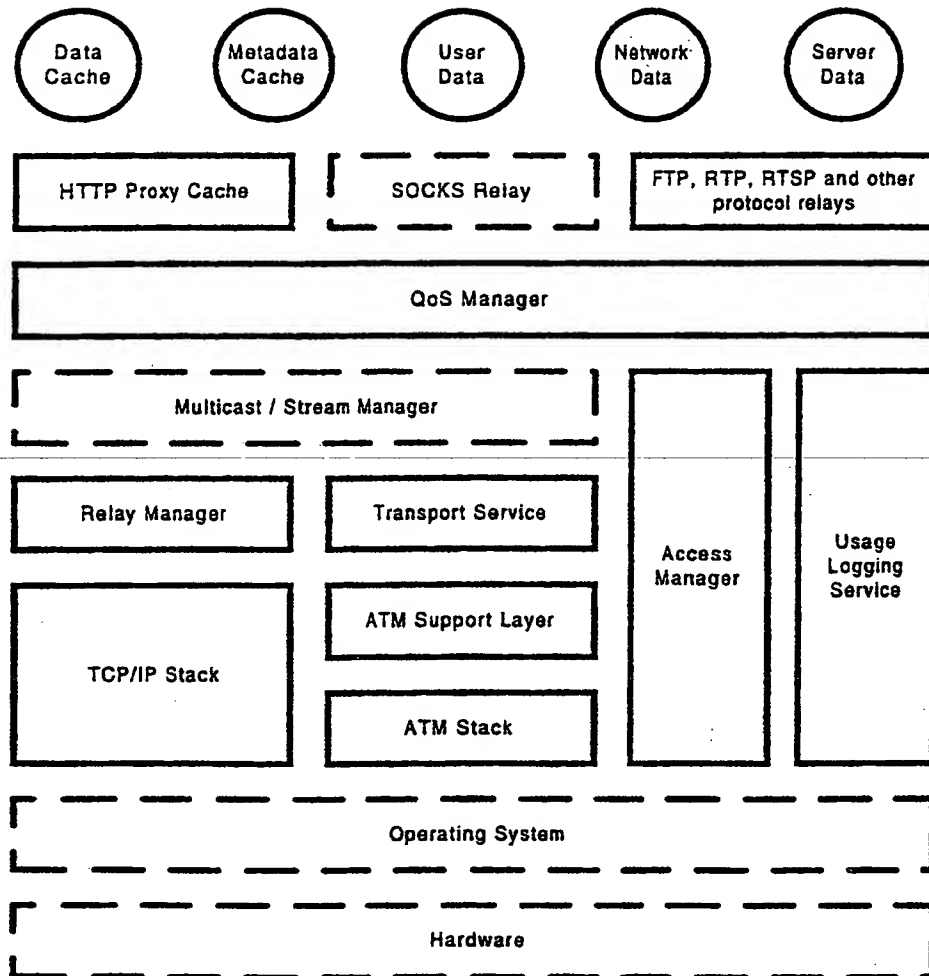 Data
Cache
Metadata
Cache
User
Data
Network
Data
Server
Data
HTTP Proxy Cache
SOCKS Relay
FTP, RTP, RTSP and other
protocol relays
QoS Manager
Multicast / Stream Manager
Relay Manager
Transport Service
Access
Manager
Usage
Logging
Service
ATM Support Layer
TCP/IP Stack
ATM Stack
Operating System
Hardware